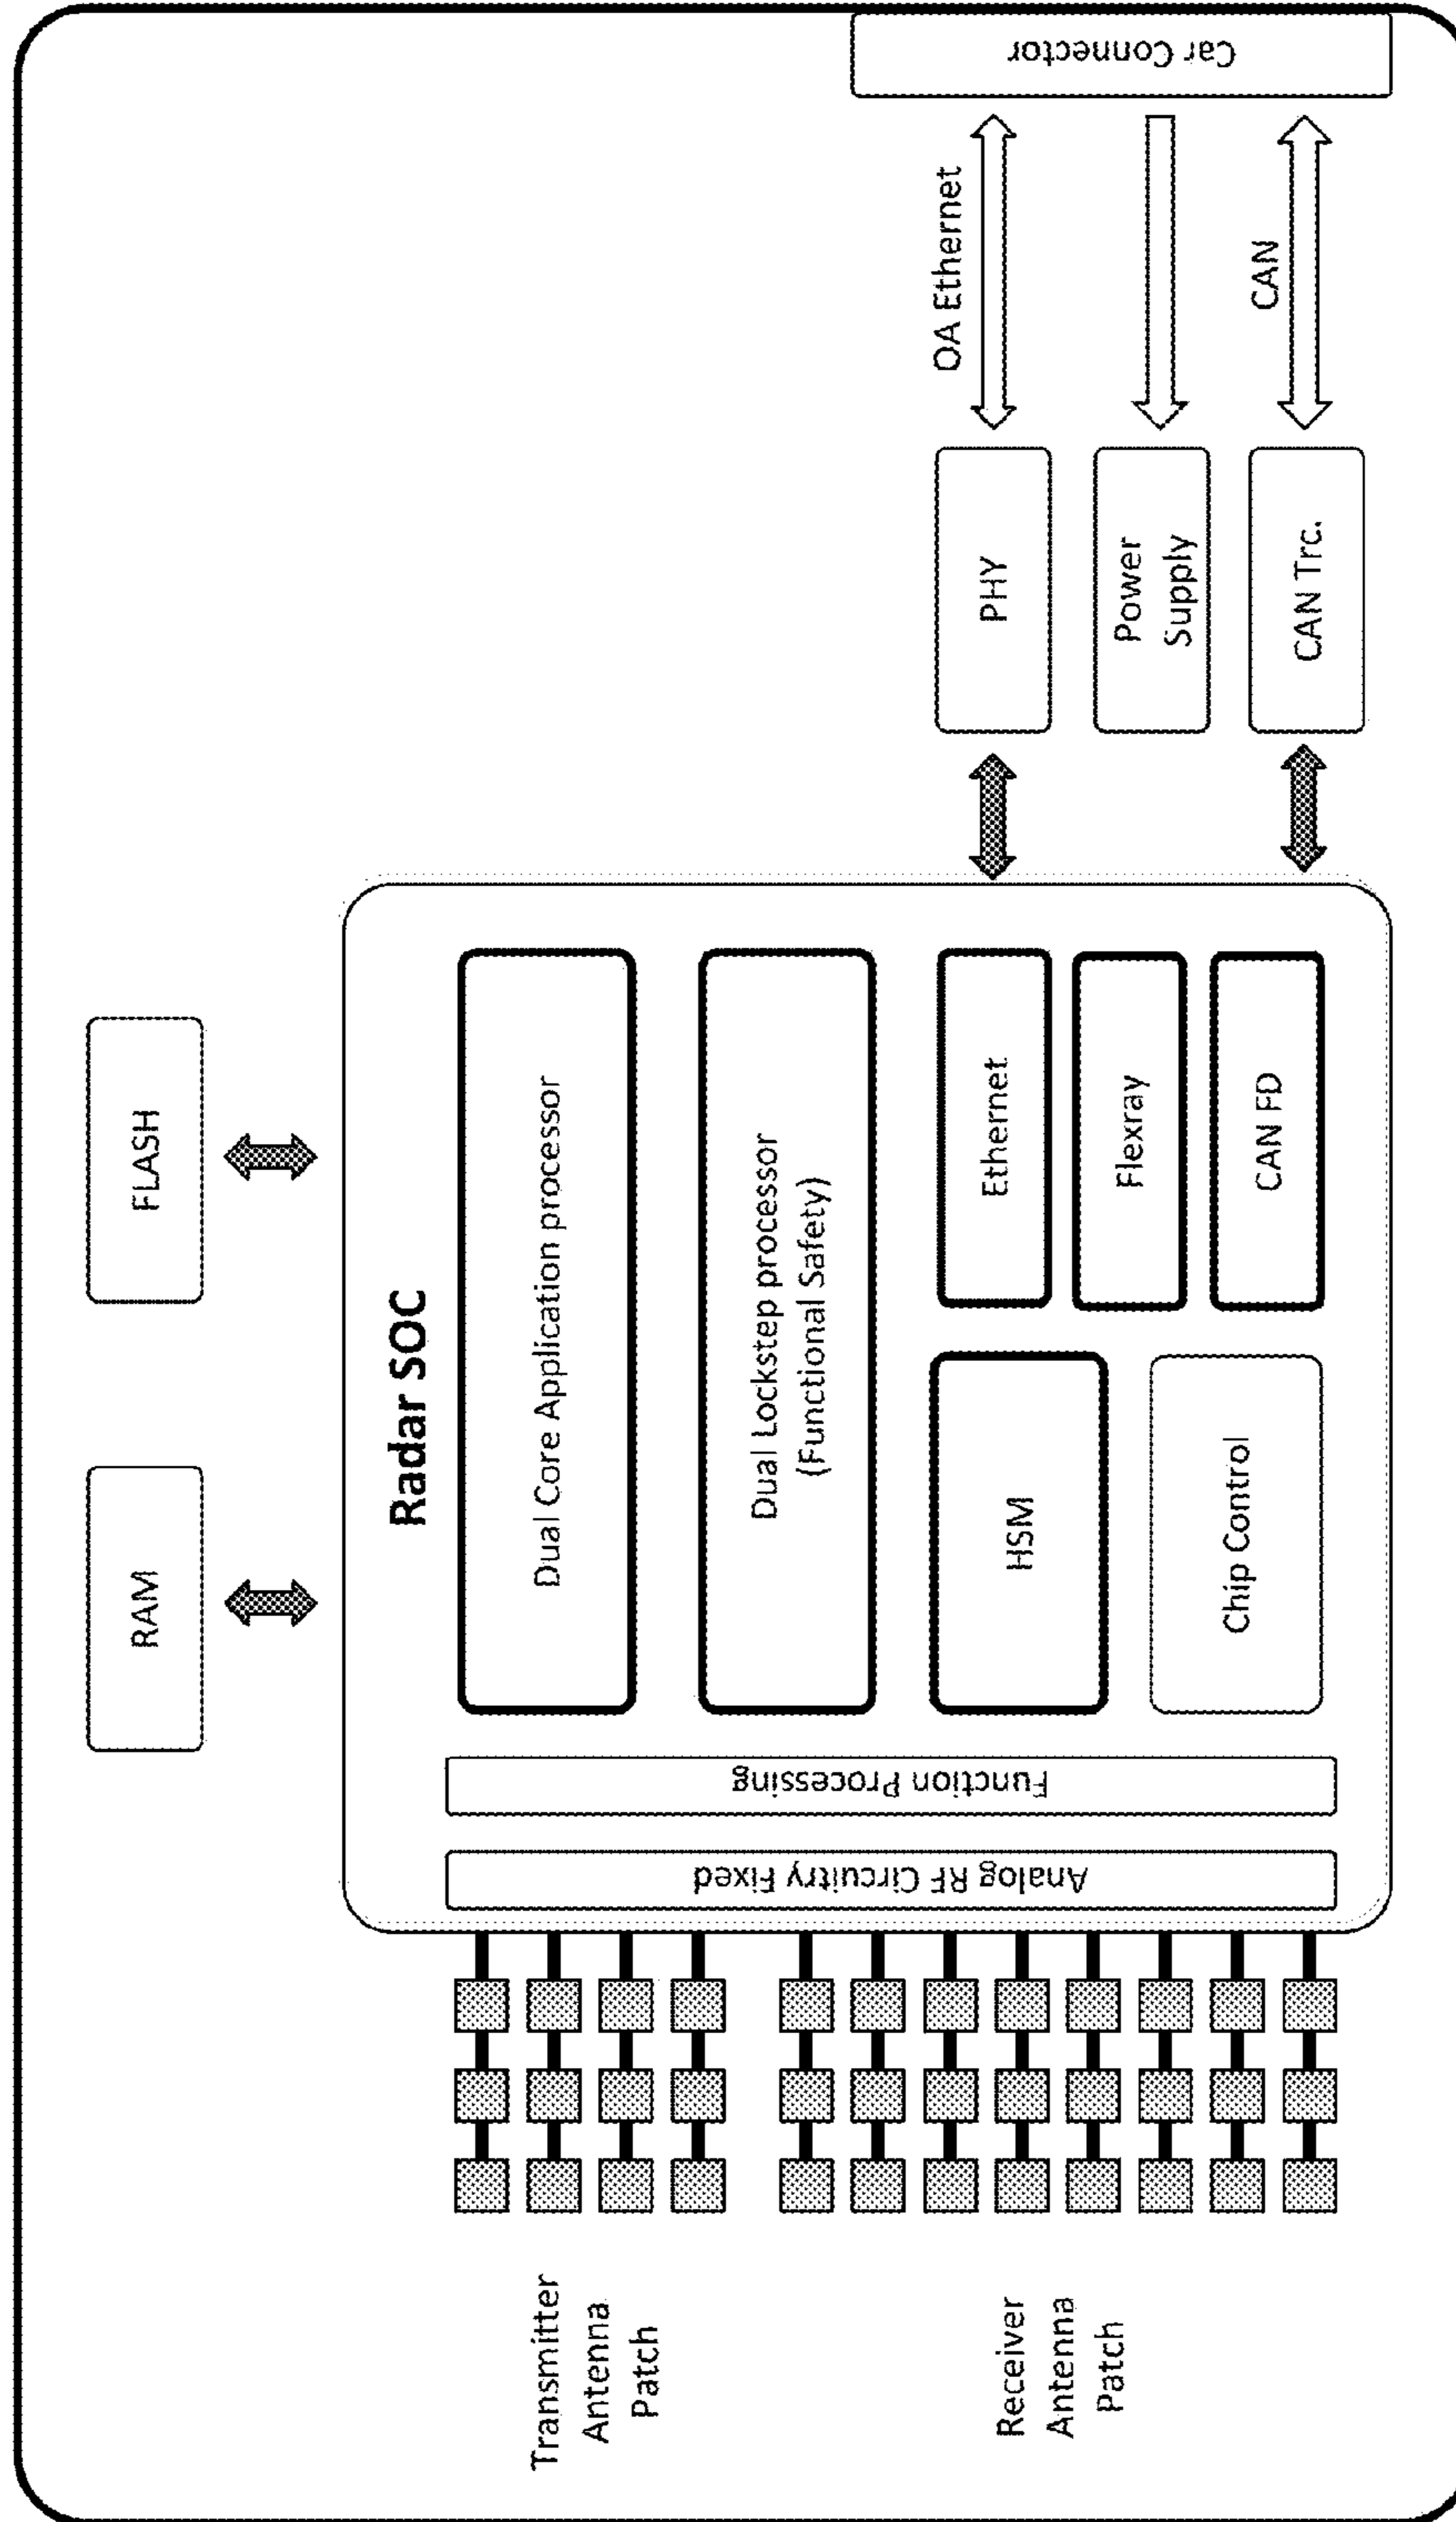 RAM
FLASH
Radar SOC
Transmitter
Antenna
Patch
Receiver
Antenna
Patch
Analog RF Circuitry Fixed
Function Processing
Dual Core Application processor
Dual Lockstep processor
(Functional Safety)
HSM
Chip Control
Ethernet
Flexray
CAN FD
PHY
Power
Supply
CAN Trc.
OA Ethernet
CAN
Car Connector